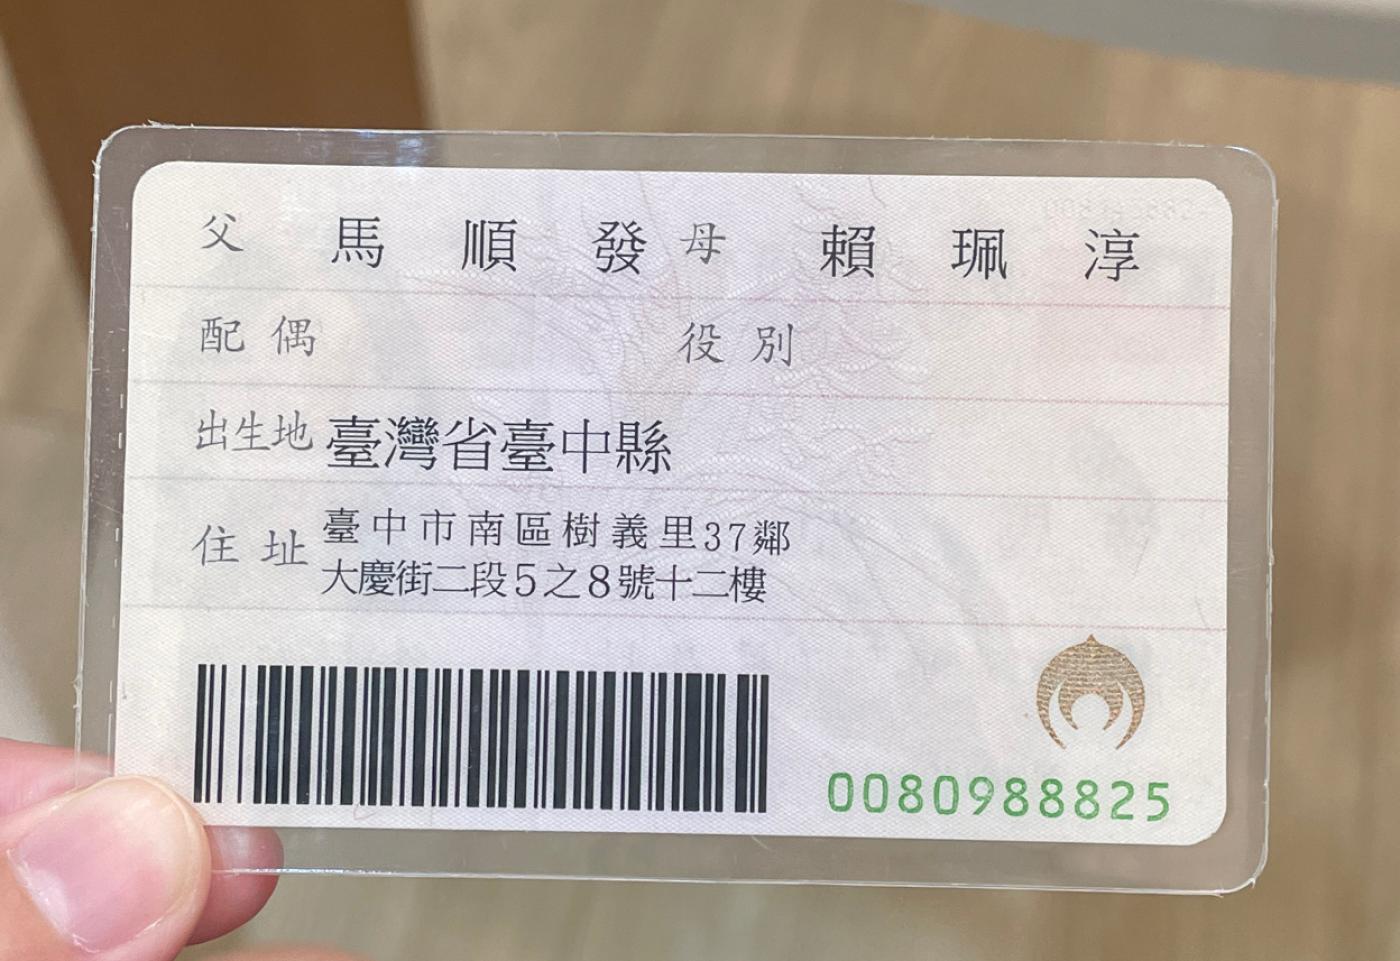 父 馬順發 母 賴珮淳
配偶 役別
出生地 臺灣省臺中縣
住址 臺中市南區樹義里37鄰
大慶街二段5之8號十二樓
0080988825